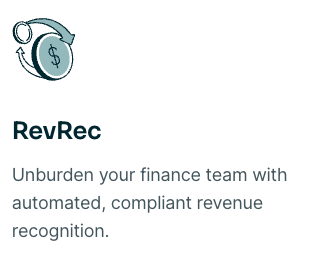 RevRec
Unburden your finance team with
automated, compliant revenue
recognition.